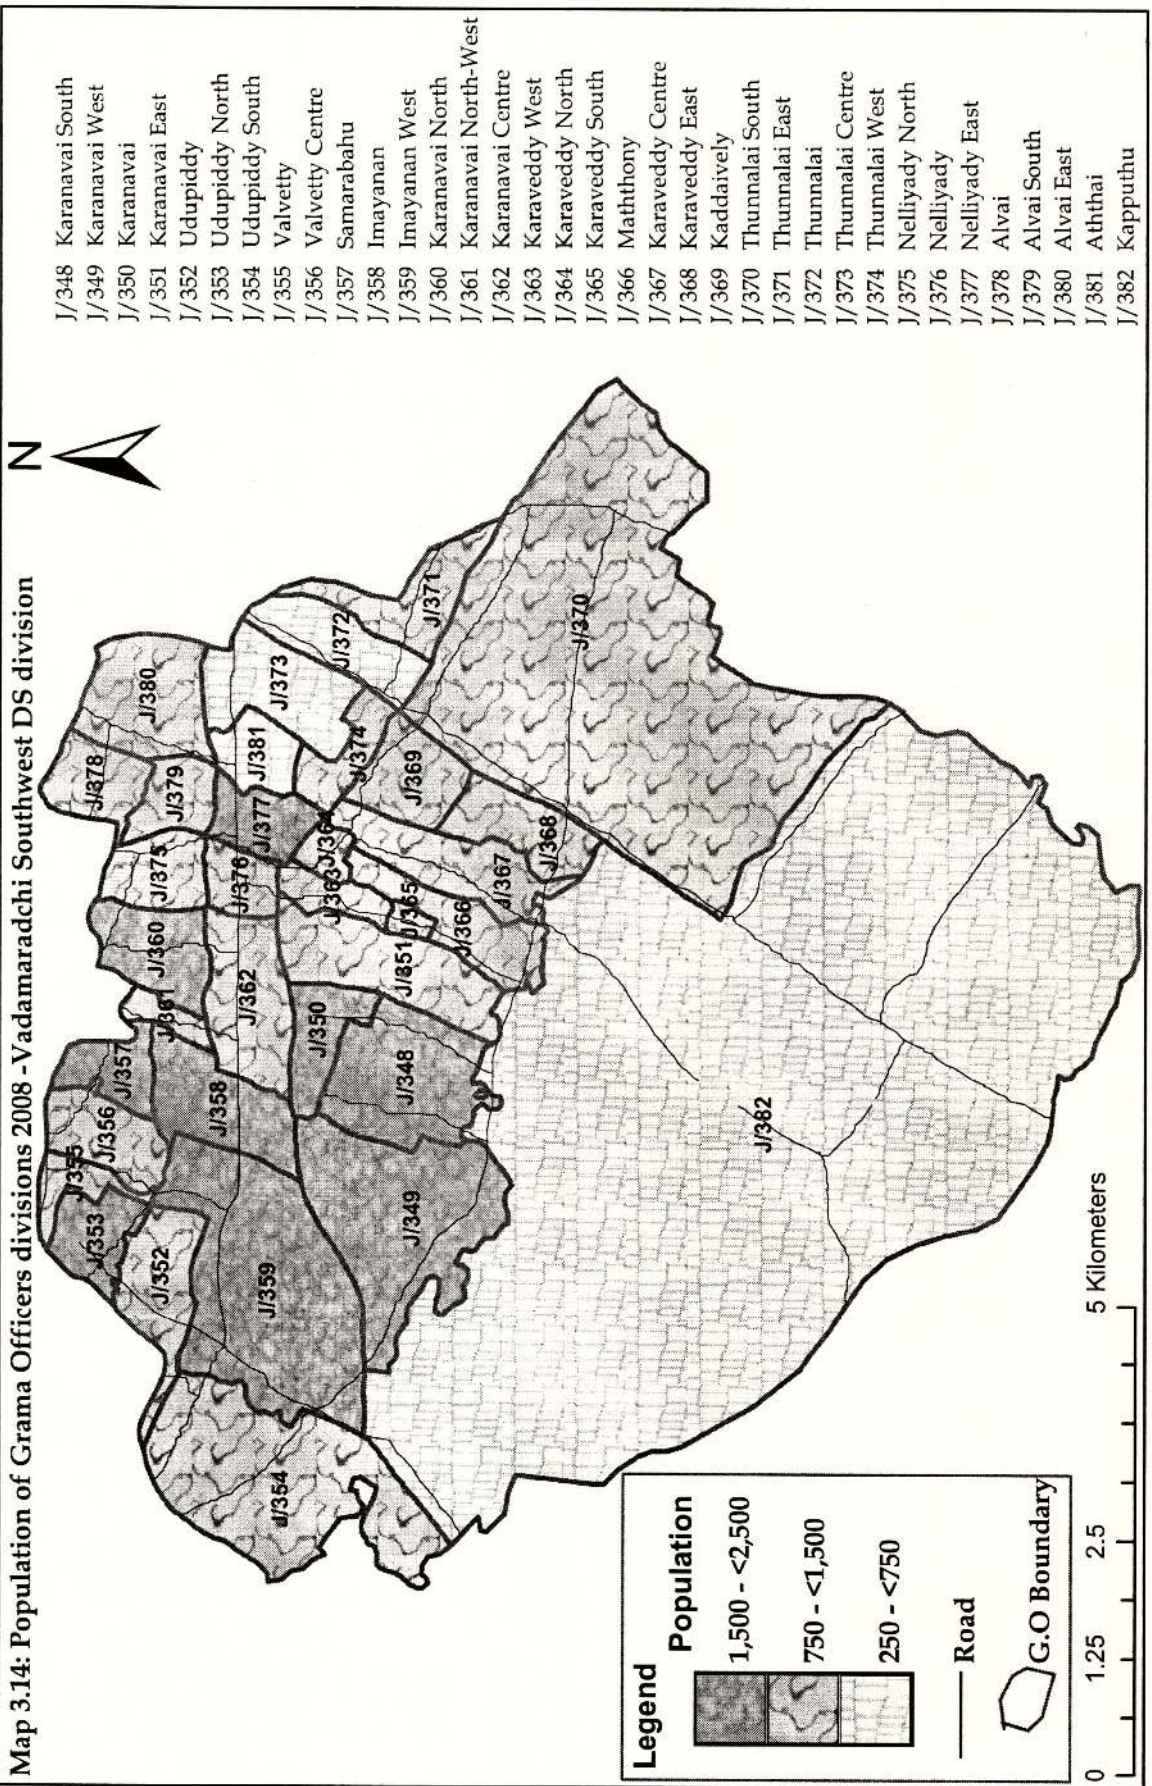 Map 3.14: Population of Grama Officers divisions 2008 -Vadamaradchi Southwest DS division
N
J/348 Karanavai South
J/349 Karanavai West
J/350 Karanavai
J/351 Karanavai East
J/352 Udupiddy
J/353 Udupiddy North
J/354 Udupiddy South
J/355 Valvetty
J/356 Valvetty Centre
J/357 Samarabahu
J/358 Imayanan
J/359 Imayanan West
J/360 Karanavai North
J/361 Karanavai North-West
J/362 Karanavai Centre
J/363 Karaveddy West
J/364 Karaveddy North
J/365 Karaveddy South
J/366 Maththony
J/367 Karaveddy Centre
J/368 Karaveddy East
J/369 Kaddaively
J/370 Thunnalai South
J/371 Thunnalai East
J/372 Thunnalai
J/373 Thunnalai Centre
J/374 Thunnalai West
J/375 Nelliyady North
J/376 Nelliyady
J/377 Nelliyady East
J/378 Alvai
J/379 Alvai South
J/380 Alvai East
J/381 Aththai
J/382 Kapputhu
J/353
J/355
J/356
J/357
J/361
J/360
J/375
J/378
J/379
J/380
J/352
J/359
J/358
J/362
J/376
J/377
J/381
J/373
J/372
J/354
J/349
J/348
J/350
J/351
J/363
J/364
J/365
J/366
J/367
J/368
J/369
J/374
J/371
J/370
J/382
Legend
Population
1,500 - <2,500
750 - <1,500
250 - <750
Road
G.O Boundary
0 1.25 2.5 5 Kilometers